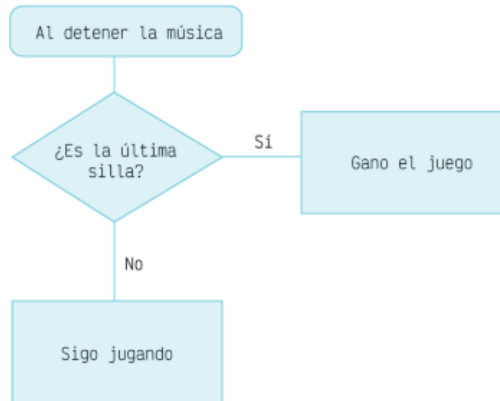 Al detener la música
¿Es la última
silla?
Sí
Gano el juego
No
Sigo jugando